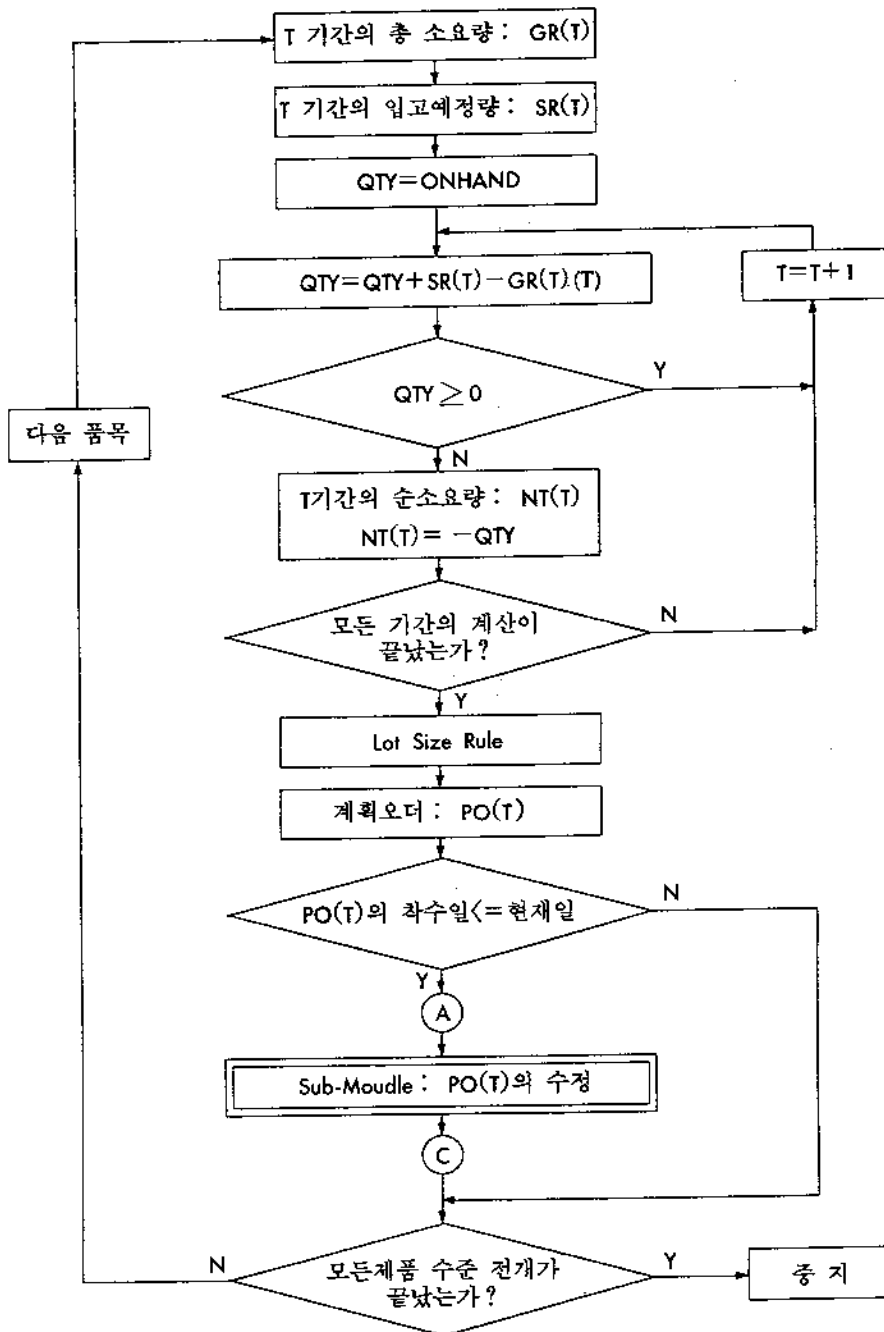 T 기간의 총 소요량 : GR(T)
T 기간의 입고예정량 : SR(T)
QTY=ONHAND
QTY=QTY+SR(T)-GR(T).(T)
T=T+1
QTY≥0
Y
N
다음 품목
T기간의 순소요량 : NT(T)
NT(T)= -QTY
모든 기간의 계산이
끝났는가?
N
Y
Lot Size Rule
계획오더 : PO(T)
PO(T)의 착수일<=현재일
N
Y
A
Sub-Moudle : PO(T)의 수정
C
모든제품 수준 전개가
끝났는가?
N
Y
중 지